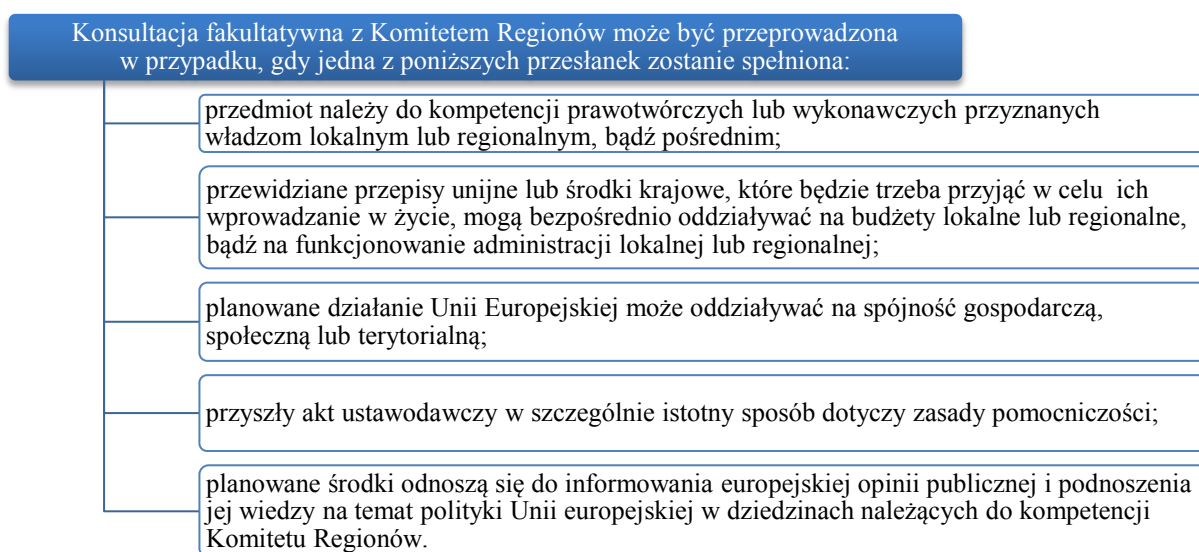 Konsultacja fakultatywna z Komitetem Regionów może być przeprowadzona
w przypadku, gdy jedna z poniższych przesłanek zostanie spełniona:
przedmiot należy do kompetencji prawotwórczych lub wykonawczych przyznanych
władzom lokalnym lub regionalnym, bądź pośrednim;
przewidziane przepisy unijne lub środki krajowe, które będzie trzeba przyjąć w celu ich
wprowadzanie w życie, mogą bezpośrednio oddziaływać na budżety lokalne lub regionalne,
bądź na funkcjonowanie administracji lokalnej lub regionalnej;
planowane działanie Unii Europejskiej może oddziaływać na spójność gospodarczą,
społeczną lub terytorialną;
przyszły akt ustawodawczy w szczególnie istotny sposób dotyczy zasady pomocniczości;
planowane środki odnoszą się do informowania europejskiej opinii publicznej i podnoszenia
jej wiedzy na temat polityki Unii europejskiej w dziedzinach należących do kompetencji
Komitetu Regionów.